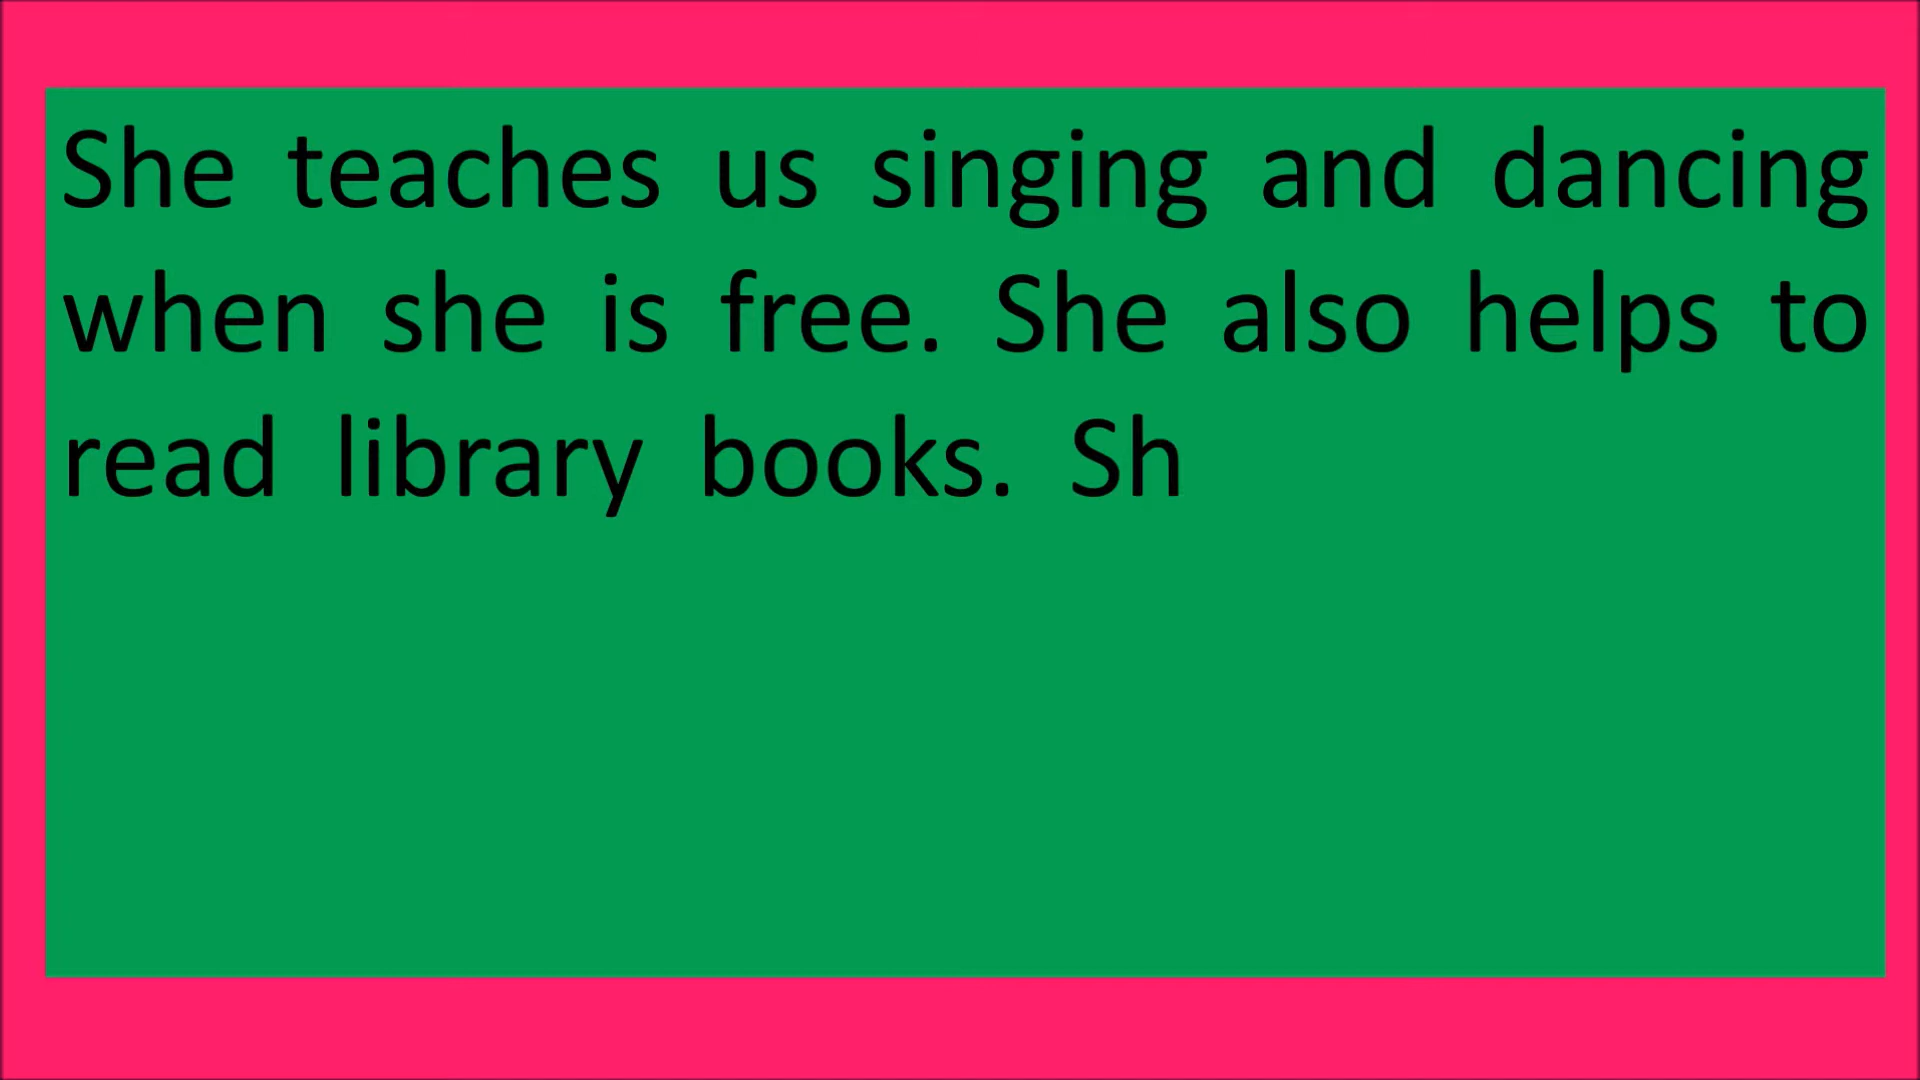 She teaches us singing and dancing
when she is free. She also helps to
read library books. Sh